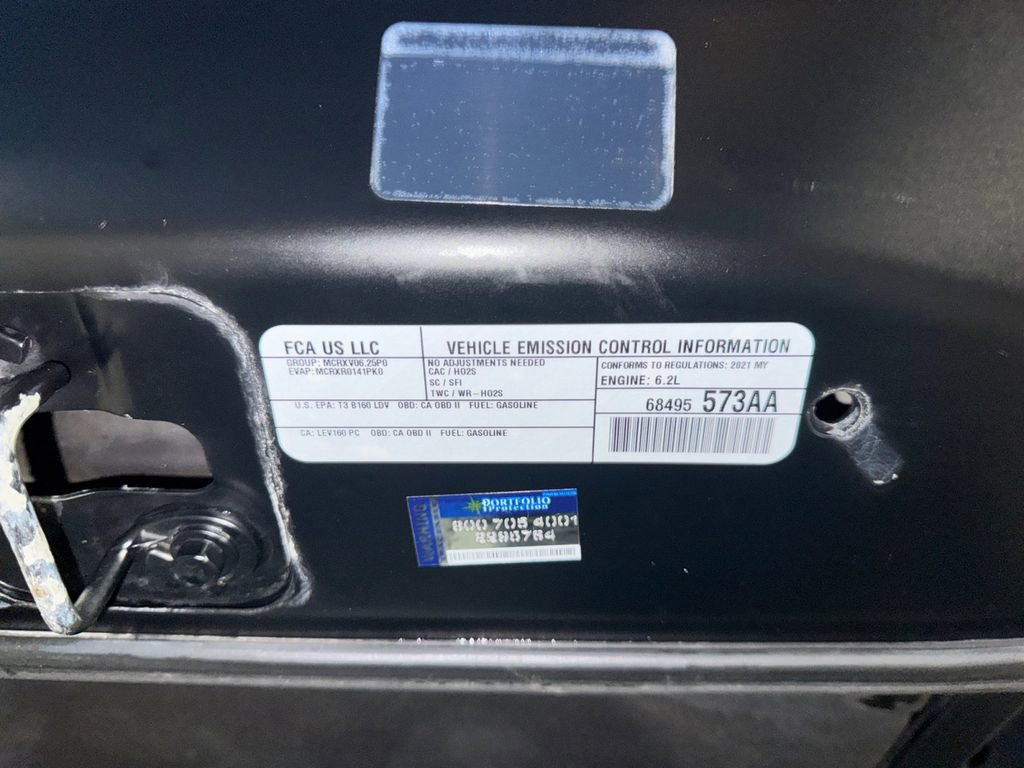 FCA US LLC
GROUP: MCRXV06.25P0
EVAP: MCRXR0141PK0
VEHICLE EMISSION CONTROL INFORMATION
NO ADJUSTMENTS NEEDED
CAC / HO2S
SC / SFI
TWC / WR-HO2S
CONFORMS TO REGULATIONS: 2021 MY
ENGINE: 6.2L
U.S. EPA: T3 B160 LDV OBD: CA OBD II FUEL: GASOLINE
CA: LEV160 PC OBD: CA OBD II FUEL: GASOLINE
68495 573AA
WARNING
PORTFOLIO
Protection
800 705 4001